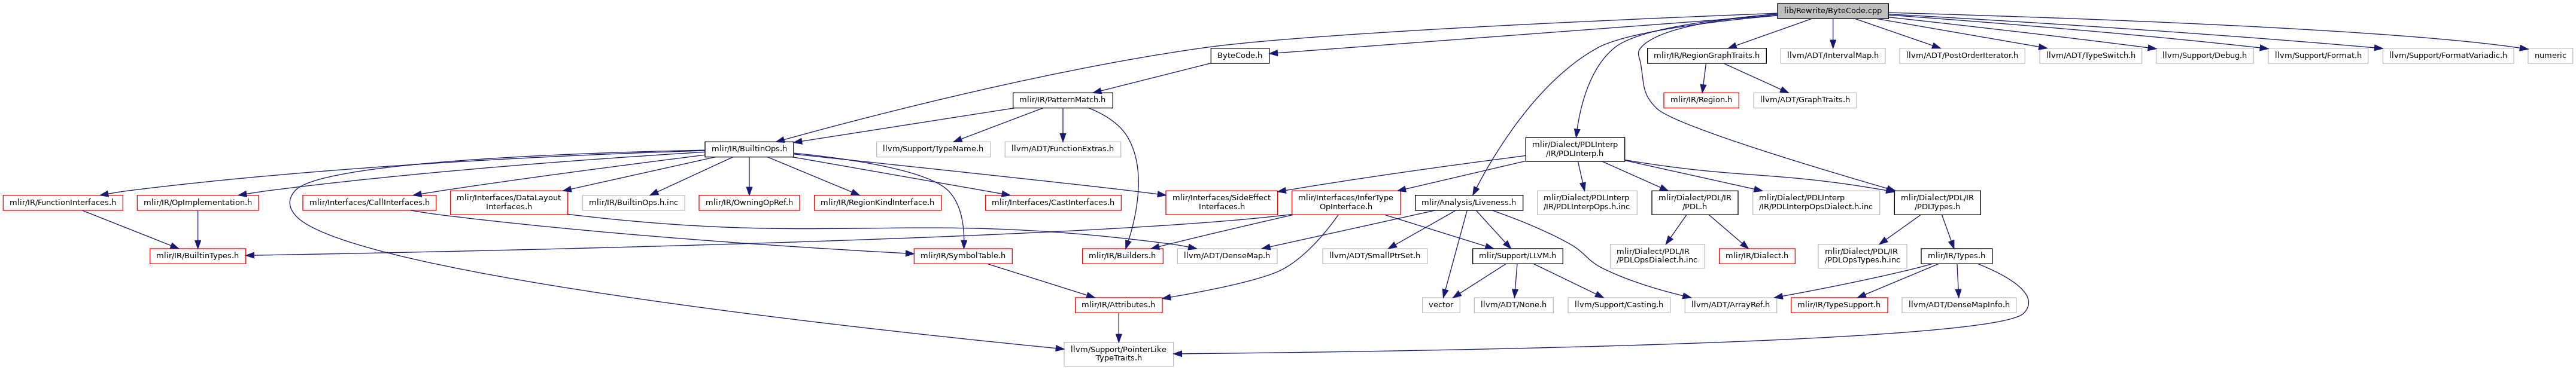 lib/Rewrite/ByteCode.cpp
ByteCode.h
mlir/IR/RegionGraphTraits.h
llvm/ADT/IntervalMap.h
llvm/ADT/PostOrderIterator.h
llvm/ADT/TypeSwitch.h
llvm/Support/Debug.h
llvm/Support/Format.h
llvm/Support/FormatVariadic.h
numeric
mlir/IR/PatternMatch.h
mlir/IR/Region.h
llvm/ADT/GraphTraits.h
mlir/IR/BuiltinOps.h
llvm/Support/TypeName.h
llvm/ADT/FunctionExtras.h
mlir/Dialect/PDLInterp
/IR/PDLInterp.h
mlir/IR/FunctionInterfaces.h
mlir/IR/OpImplementation.h
mlir/Interfaces/CallInterfaces.h
mlir/Interfaces/DataLayout
Interfaces.h
mlir/IR/BuiltinOps.h.inc
mlir/IR/OwningOpRef.h
mlir/IR/RegionKindInterface.h
mlir/Interfaces/CastInterfaces.h
mlir/Interfaces/SideEffect
Interfaces.h
mlir/Interfaces/InferType
OpInterface.h
mlir/Analysis/Liveness.h
mlir/Dialect/PDLInterp
/IR/PDLInterpOps.h.inc
mlir/Dialect/PDL/IR
/PDL.h
mlir/Dialect/PDLInterp
/IR/PDLInterpOpsDialect.h.inc
mlir/Dialect/PDL/IR
/PDLTypes.h
mlir/IR/BuiltinTypes.h
mlir/IR/SymbolTable.h
mlir/IR/Builders.h
llvm/ADT/DenseMap.h
llvm/ADT/SmallPtrSet.h
mlir/Support/LLVM.h
mlir/Dialect/PDL/IR
/PDLOpsDialect.h.inc
mlir/IR/Dialect.h
mlir/Dialect/PDL/IR
/PDLOpsTypes.h.inc
mlir/IR/Types.h
mlir/IR/Attributes.h
vector
llvm/ADT/None.h
llvm/Support/Casting.h
llvm/ADT/ArrayRef.h
mlir/IR/TypeSupport.h
llvm/ADT/DenseMapInfo.h
llvm/Support/PointerLike
TypeTraits.h